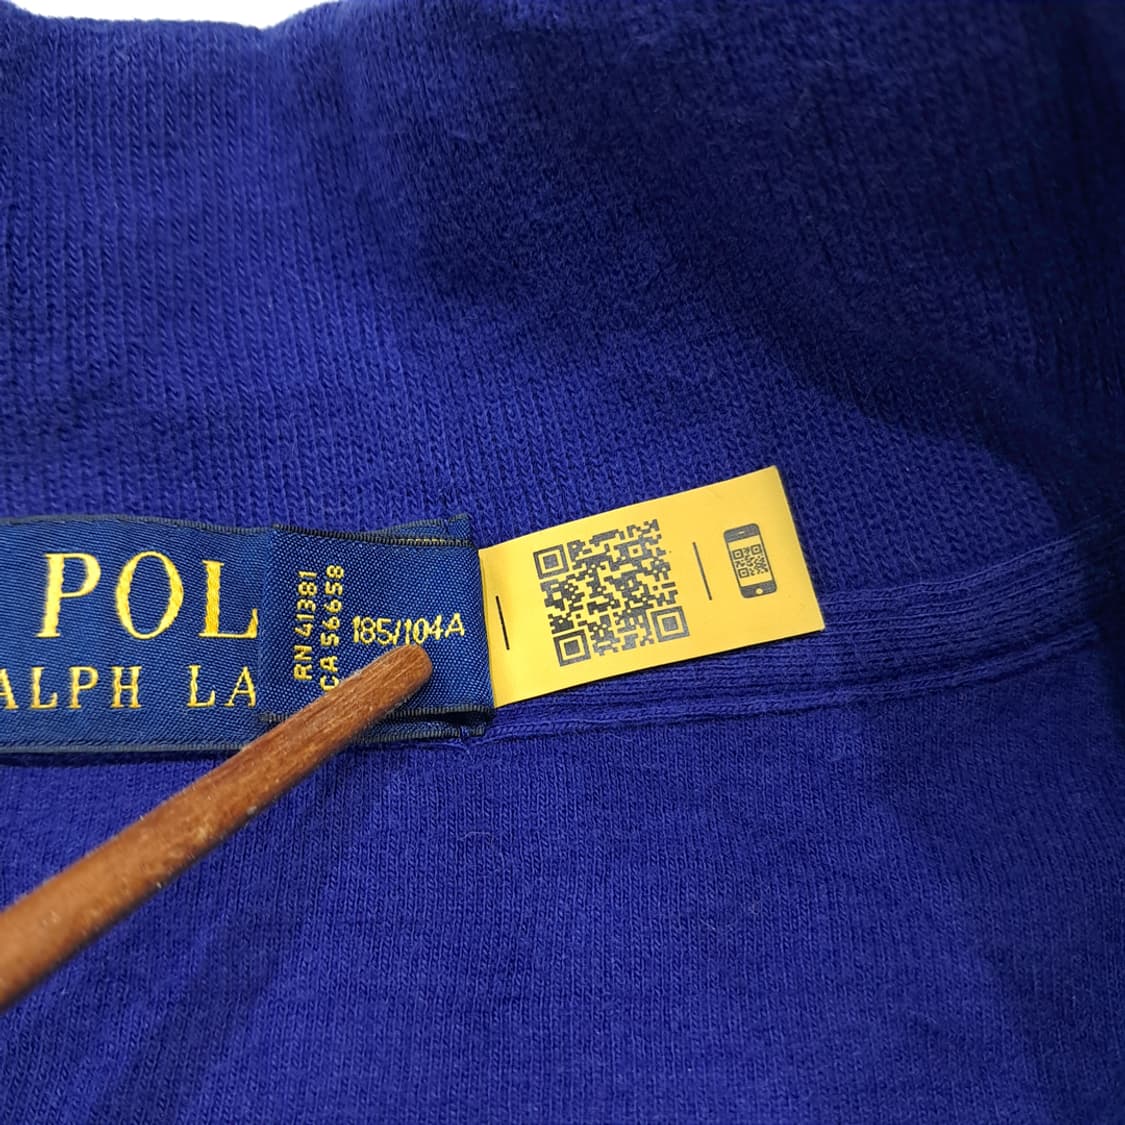 POL
ALPH LA
RN 41381
CA 56658
185/104A